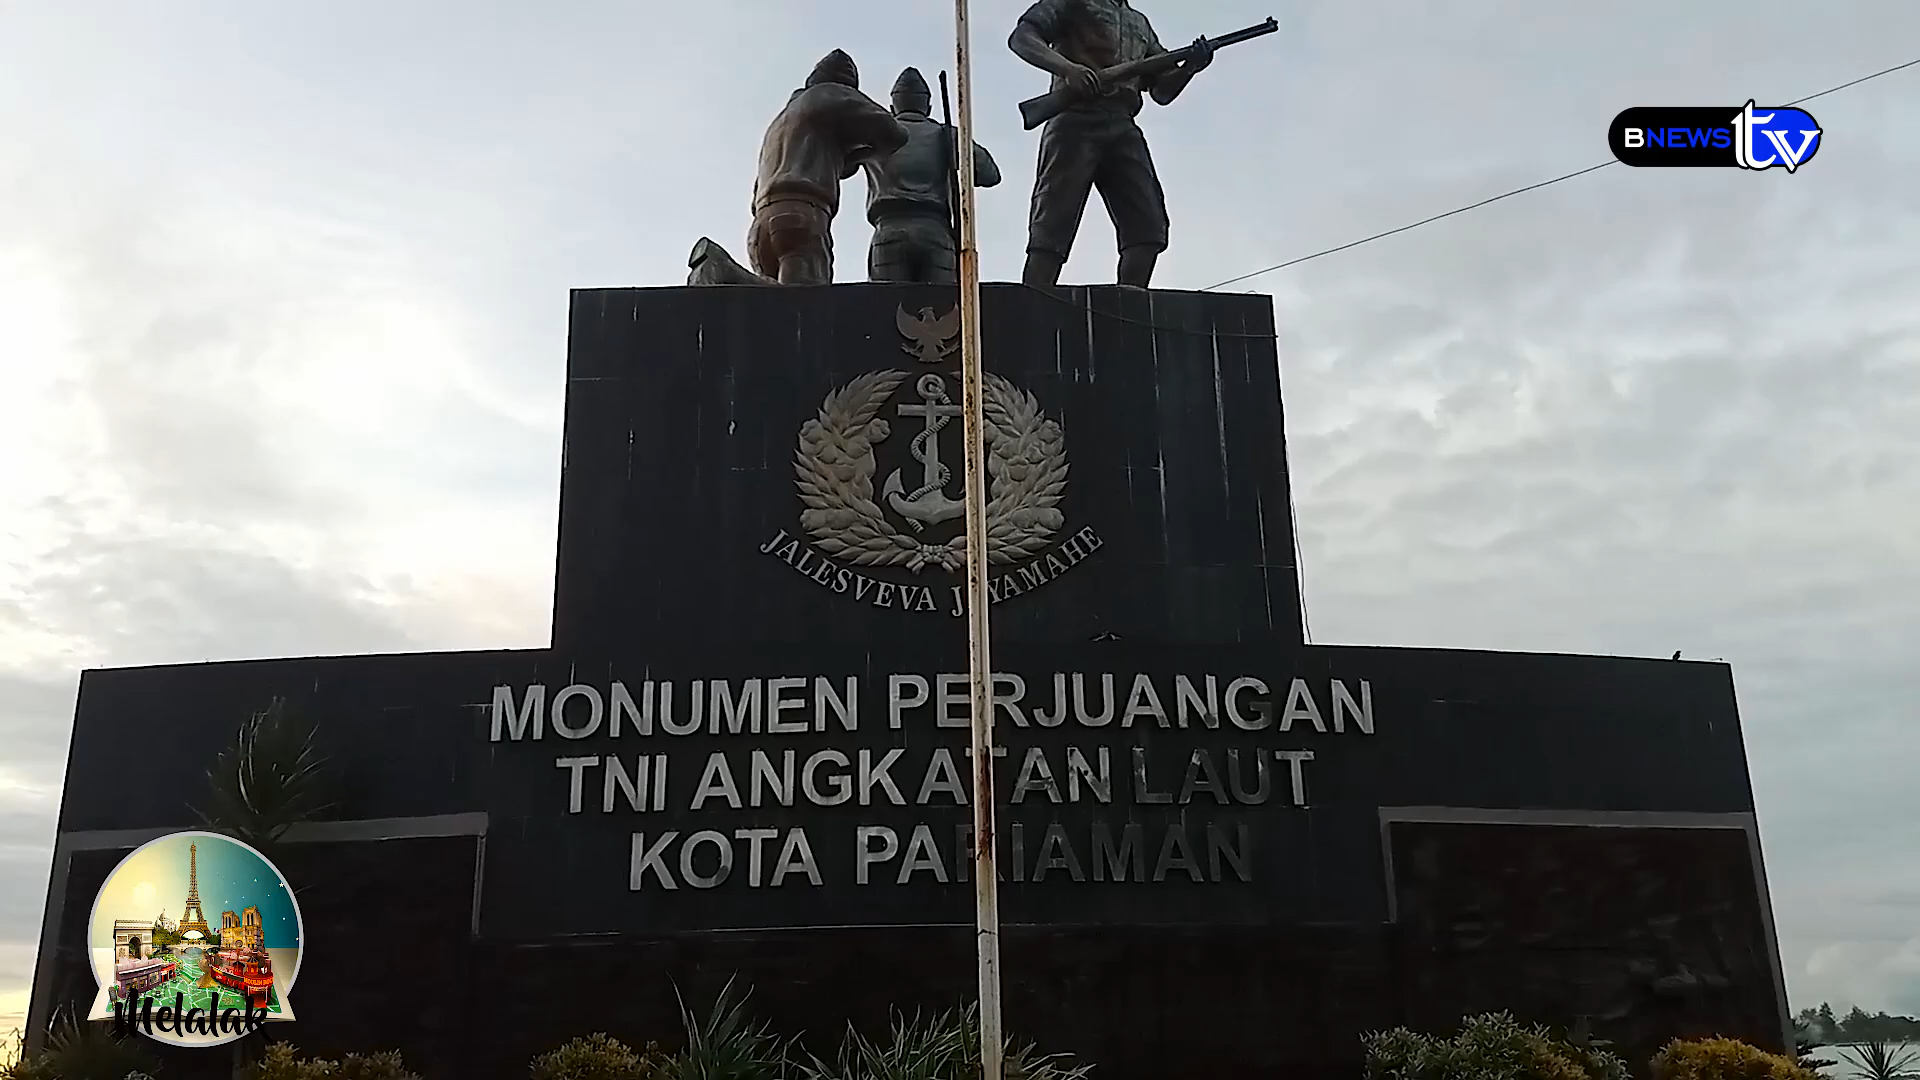 BNEWS tv
JALESVEVA JAYAMAHE
MONUMEN PERJUANGAN
TNI ANGKATAN LAUT
KOTA PARIAMAN
Melalak